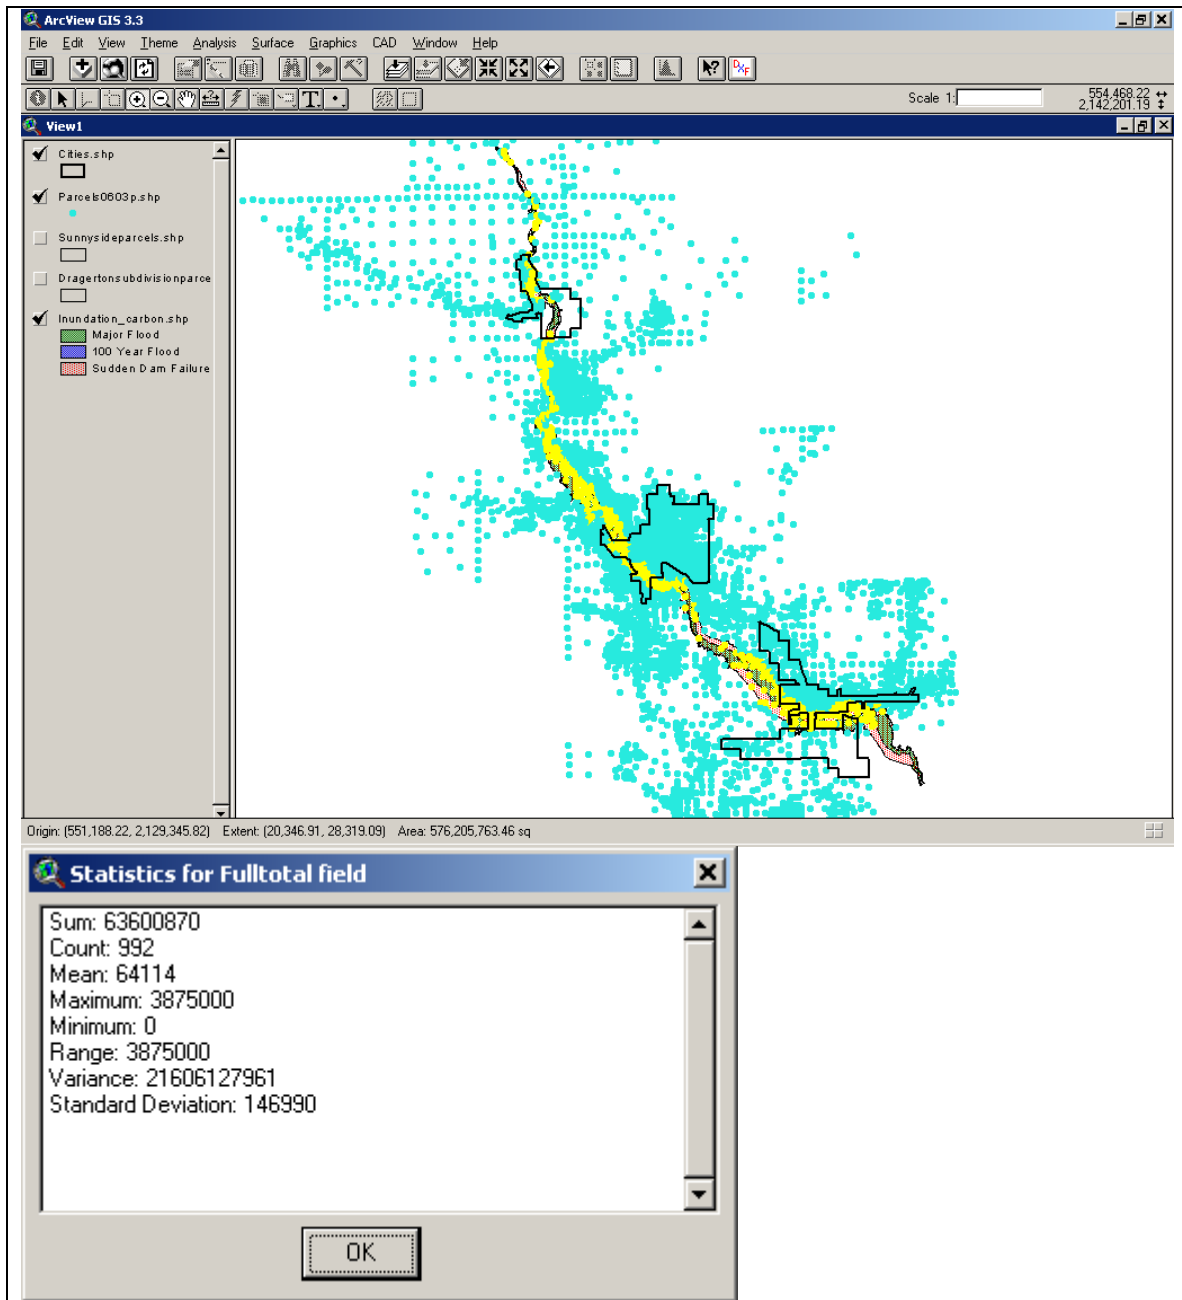 ArcView GIS 3.3
File Edit View Theme Analysis Surface Graphics CAD Window Help
Scale 1: 554,468.22
2,142,201.19
View1
Cities.shp
Parcels0603p.shp
Sunnysideparcels.shp
Dragertonsubdivisionparce
Inundation_carbon.shp
Major Flood
100 Year Flood
Sudden Dam Failure
Origin: (551,188.22, 2,129,345.82) Extent: (20,346.91, 28,319.09) Area: 576,205,763.46 sq
Statistics for Fulltotal field
Sum: 63600870
Count: 992
Mean: 64114
Maximum: 3875000
Minimum: 0
Range: 3875000
Variance: 21606127961
Standard Deviation: 146990
OK